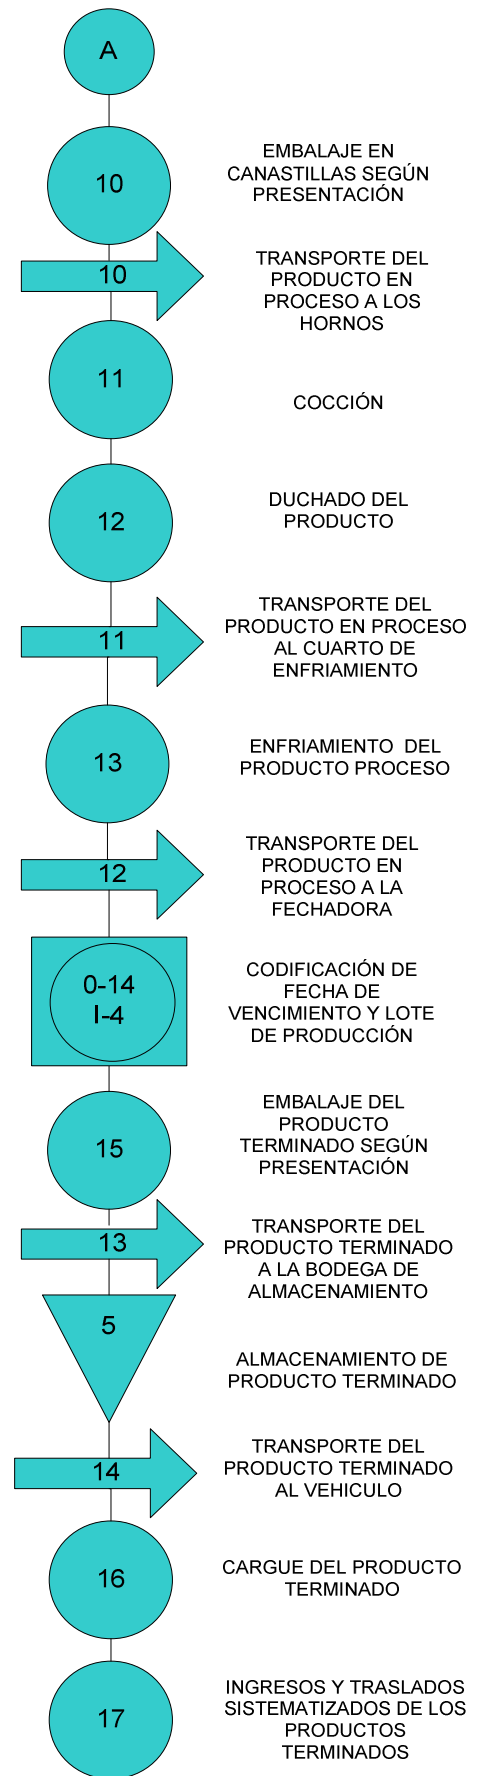 A
10
EMBALAJE EN
CANASTILLAS SEGÚN
PRESENTACIÓN
10
TRANSPORTE DEL
PRODUCTO EN
PROCESO A LOS
HORNOS
11
COCCIÓN
12
DUCHADO DEL
PRODUCTO
11
TRANSPORTE DEL
PRODUCTO EN PROCESO
AL CUARTO DE
ENFRIAMIENTO
13
ENFRIAMIENTO DEL
PRODUCTO PROCESO
12
TRANSPORTE DEL
PRODUCTO EN
PROCESO A LA
FECHADORA
0-14
I-4
CODIFICACIÓN DE
FECHA DE
VENCIMIENTO Y LOTE
DE PRODUCCIÓN
15
EMBALAJE DEL
PRODUCTO
TERMINADO SEGÚN
PRESENTACIÓN
13
TRANSPORTE DEL
PRODUCTO TERMINADO
A LA BODEGA DE
ALMACENAMIENTO
5
ALMACENAMIENTO DE
PRODUCTO TERMINADO
14
TRANSPORTE DEL
PRODUCTO TERMINADO
AL VEHICULO
16
CARGUE DEL PRODUCTO
TERMINADO
17
INGRESOS Y TRASLADOS
SISTEMATIZADOS DE LOS
PRODUCTOS
TERMINADOS